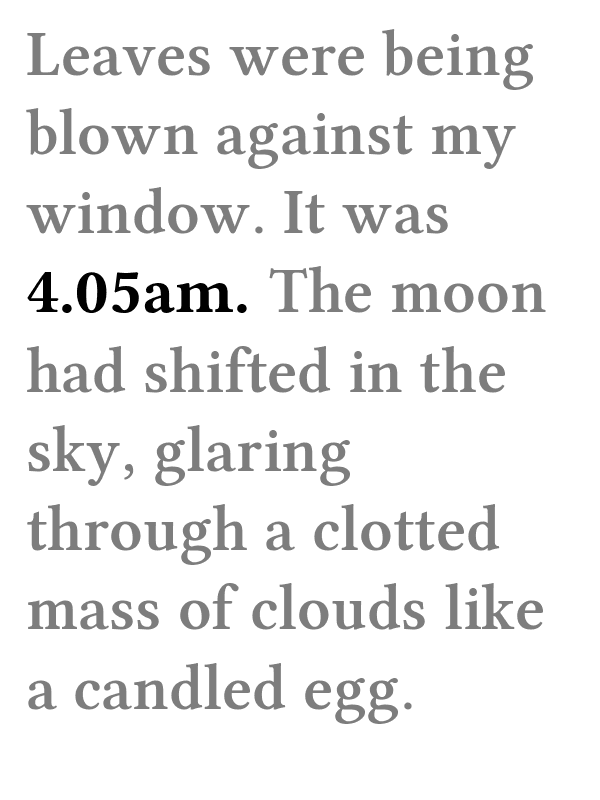 Leaves were being
blown against my
window. It was
4.05am. The moon
had shifted in the
sky, glaring
through a clotted
mass of clouds like
a candled egg.